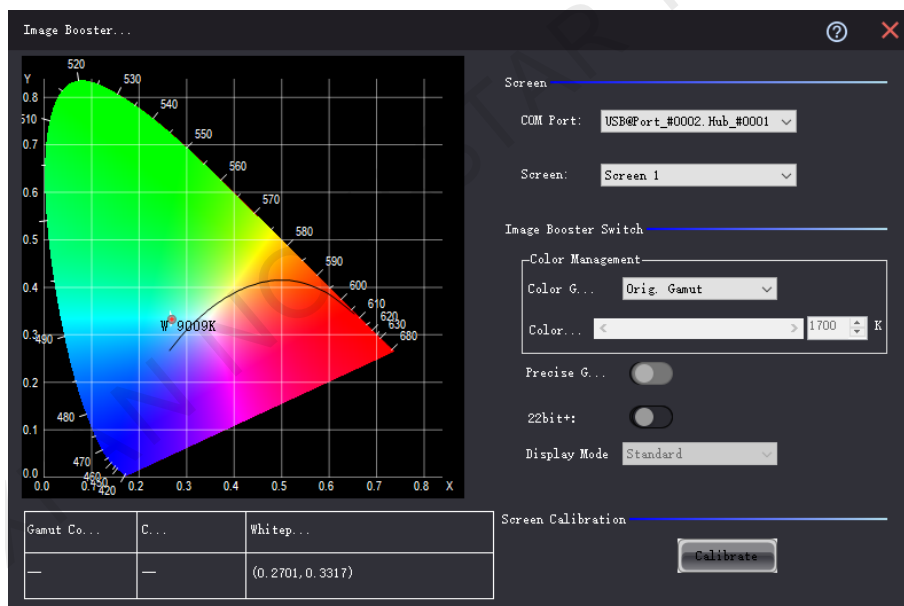 Image Booster...
Y
520
530
540
550
560
570
580
590
600
610
620
630
680
510
490
480
470
420
0.8
0.7
0.6
0.5
0.4
0.3
0.2
0.1
0.0
W 9009K
0.0 0.1 0.2 0.3 0.4 0.5 0.6 0.7 0.8 X
Gamut Co... C... Whitep...
— — (0.2701,0.3317)
Screen
COM Port: USB@Port_#0002.Hub_#0001
Screen: Screen 1
Image Booster Switch
Color Management
Color G... Orig. Gamut
Color... 1700 K
Precise G...
22bit+:
Display Mode Standard
Screen Calibration
Calibrate